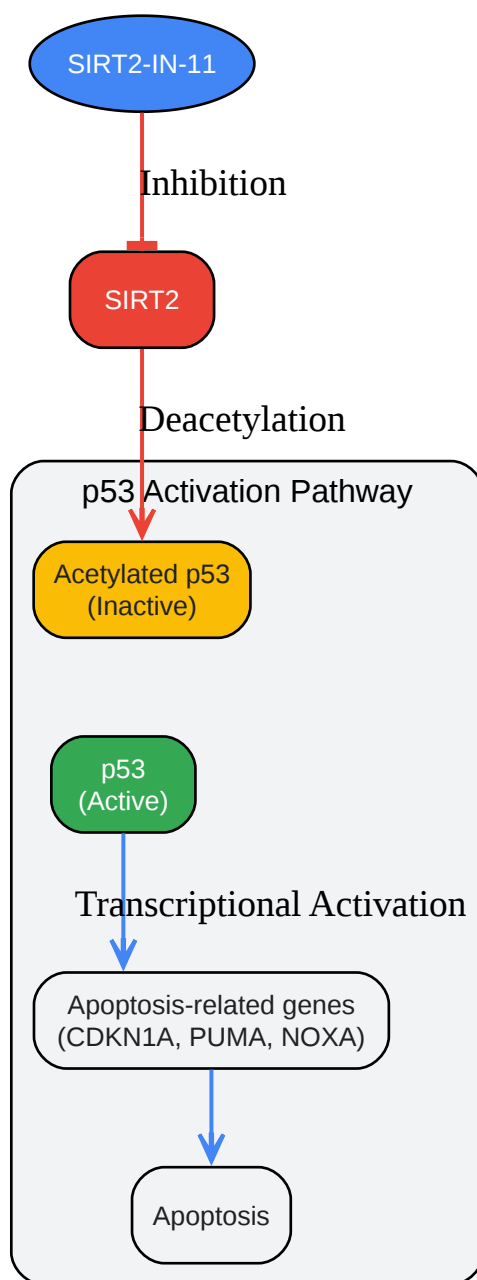 SIRT2-IN-11
Inhibition
SIRT2
Deacetylation
p53 Activation Pathway
Acetylated p53
(Inactive)
p53
(Active)
Transcriptional Activation
Apoptosis-related genes
(CDKN1A, PUMA, NOXA)
Apoptosis